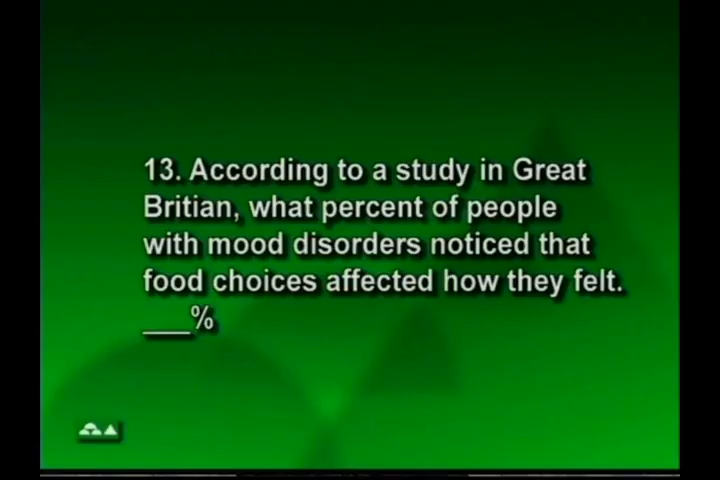 13. According to a study in Great
Britian, what percent of people
with mood disorders noticed that
food choices affected how they felt.
___%